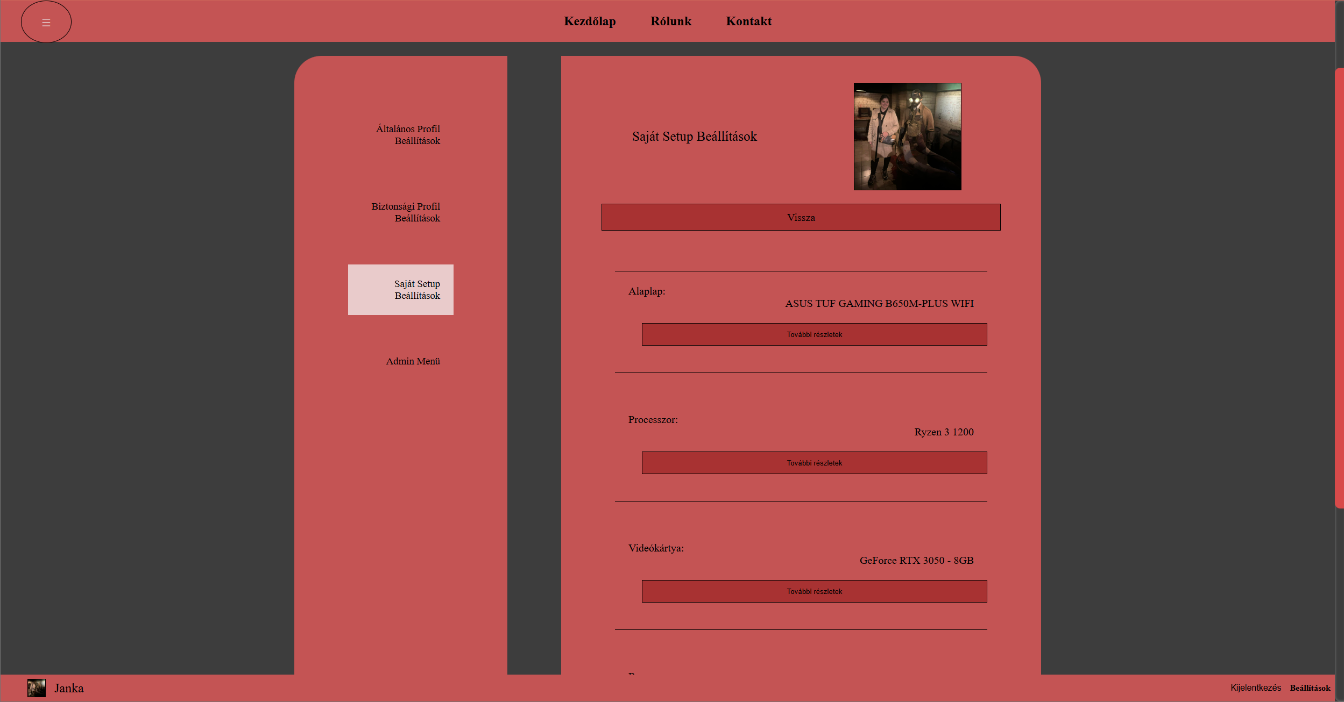 ☰
Kezdőlap Rólunk Kontakt
Általános Profil
Beállítások
Biztonsági Profil
Beállítások
Saját Setup
Beállítások
Admin Menü
Saját Setup Beállítások
Vissza
Alaplap:
ASUS TUF GAMING B650M-PLUS WIFI
További részletek
Processzor:
Ryzen 3 1200
További részletek
Videókártya:
GeForce RTX 3050 - 8GB
További részletek
Janka
Kijelentkezés Beállítások